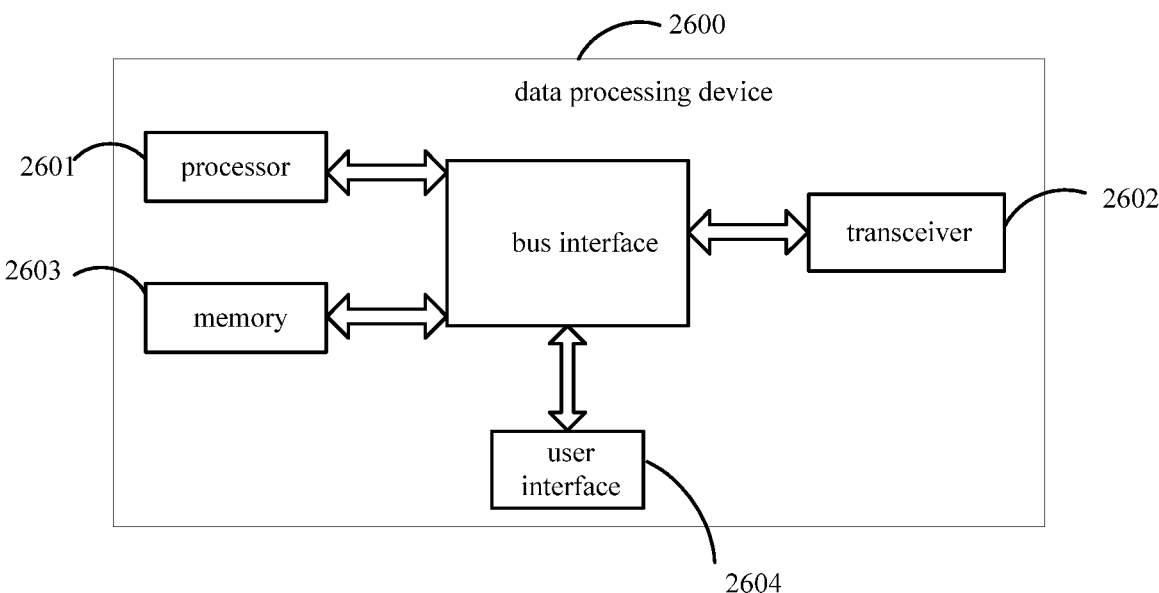 2600
data processing device
2601
processor
bus interface
transceiver
2602
2603
memory
user
interface
2604